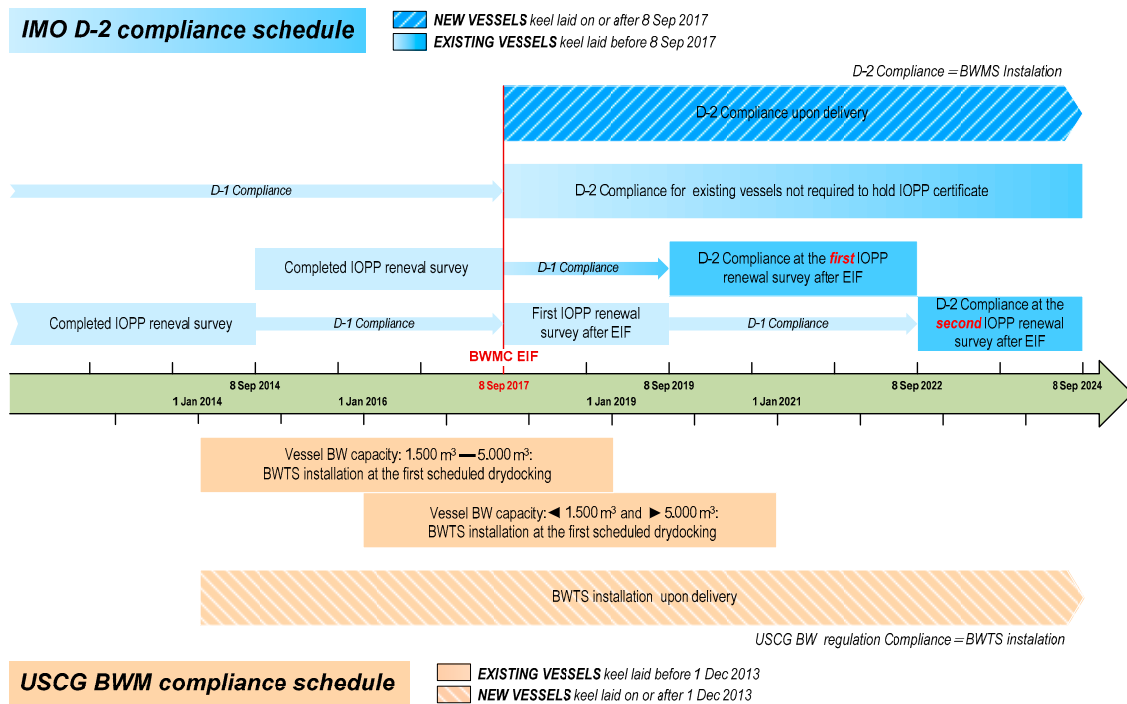 IMO D-2 compliance schedule
NEW VESSELS keel laid on or after 8 Sep 2017
EXISTING VESSELS keel laid before 8 Sep 2017
D-2 Compliance = BWMS Instalation
D-2 Compliance upon delivery
D-1 Compliance
D-2 Compliance for existing vessels not required to hold IOPP certificate
Completed IOPP reneval survey
D-1 Compliance
D-2 Compliance at the first IOPP
renewal survey after EIF
Completed IOPP reneval survey
D-1 Compliance
First IOPP renewal
survey after EIF
D-1 Compliance
D-2 Compliance at the
second IOPP renewal
survey after EIF
BWMC EIF
8 Sep 2014
8 Sep 2017
8 Sep 2019
8 Sep 2022
8 Sep 2024
1 Jan 2014
1 Jan 2016
1 Jan 2019
1 Jan 2021
Vessel BW capacity: 1.500 m³ — 5.000 m³:
BWTS installation at the first scheduled drydocking
Vessel BW capacity: ◄ 1.500 m³ and ► 5.000 m³:
BWTS installation at the first scheduled drydocking
BWTS installation upon delivery
USCG BW regulation Compliance = BWTS instalation
USCG BWM compliance schedule
EXISTING VESSELS keel laid before 1 Dec 2013
NEW VESSELS keel laid on or after 1 Dec 2013